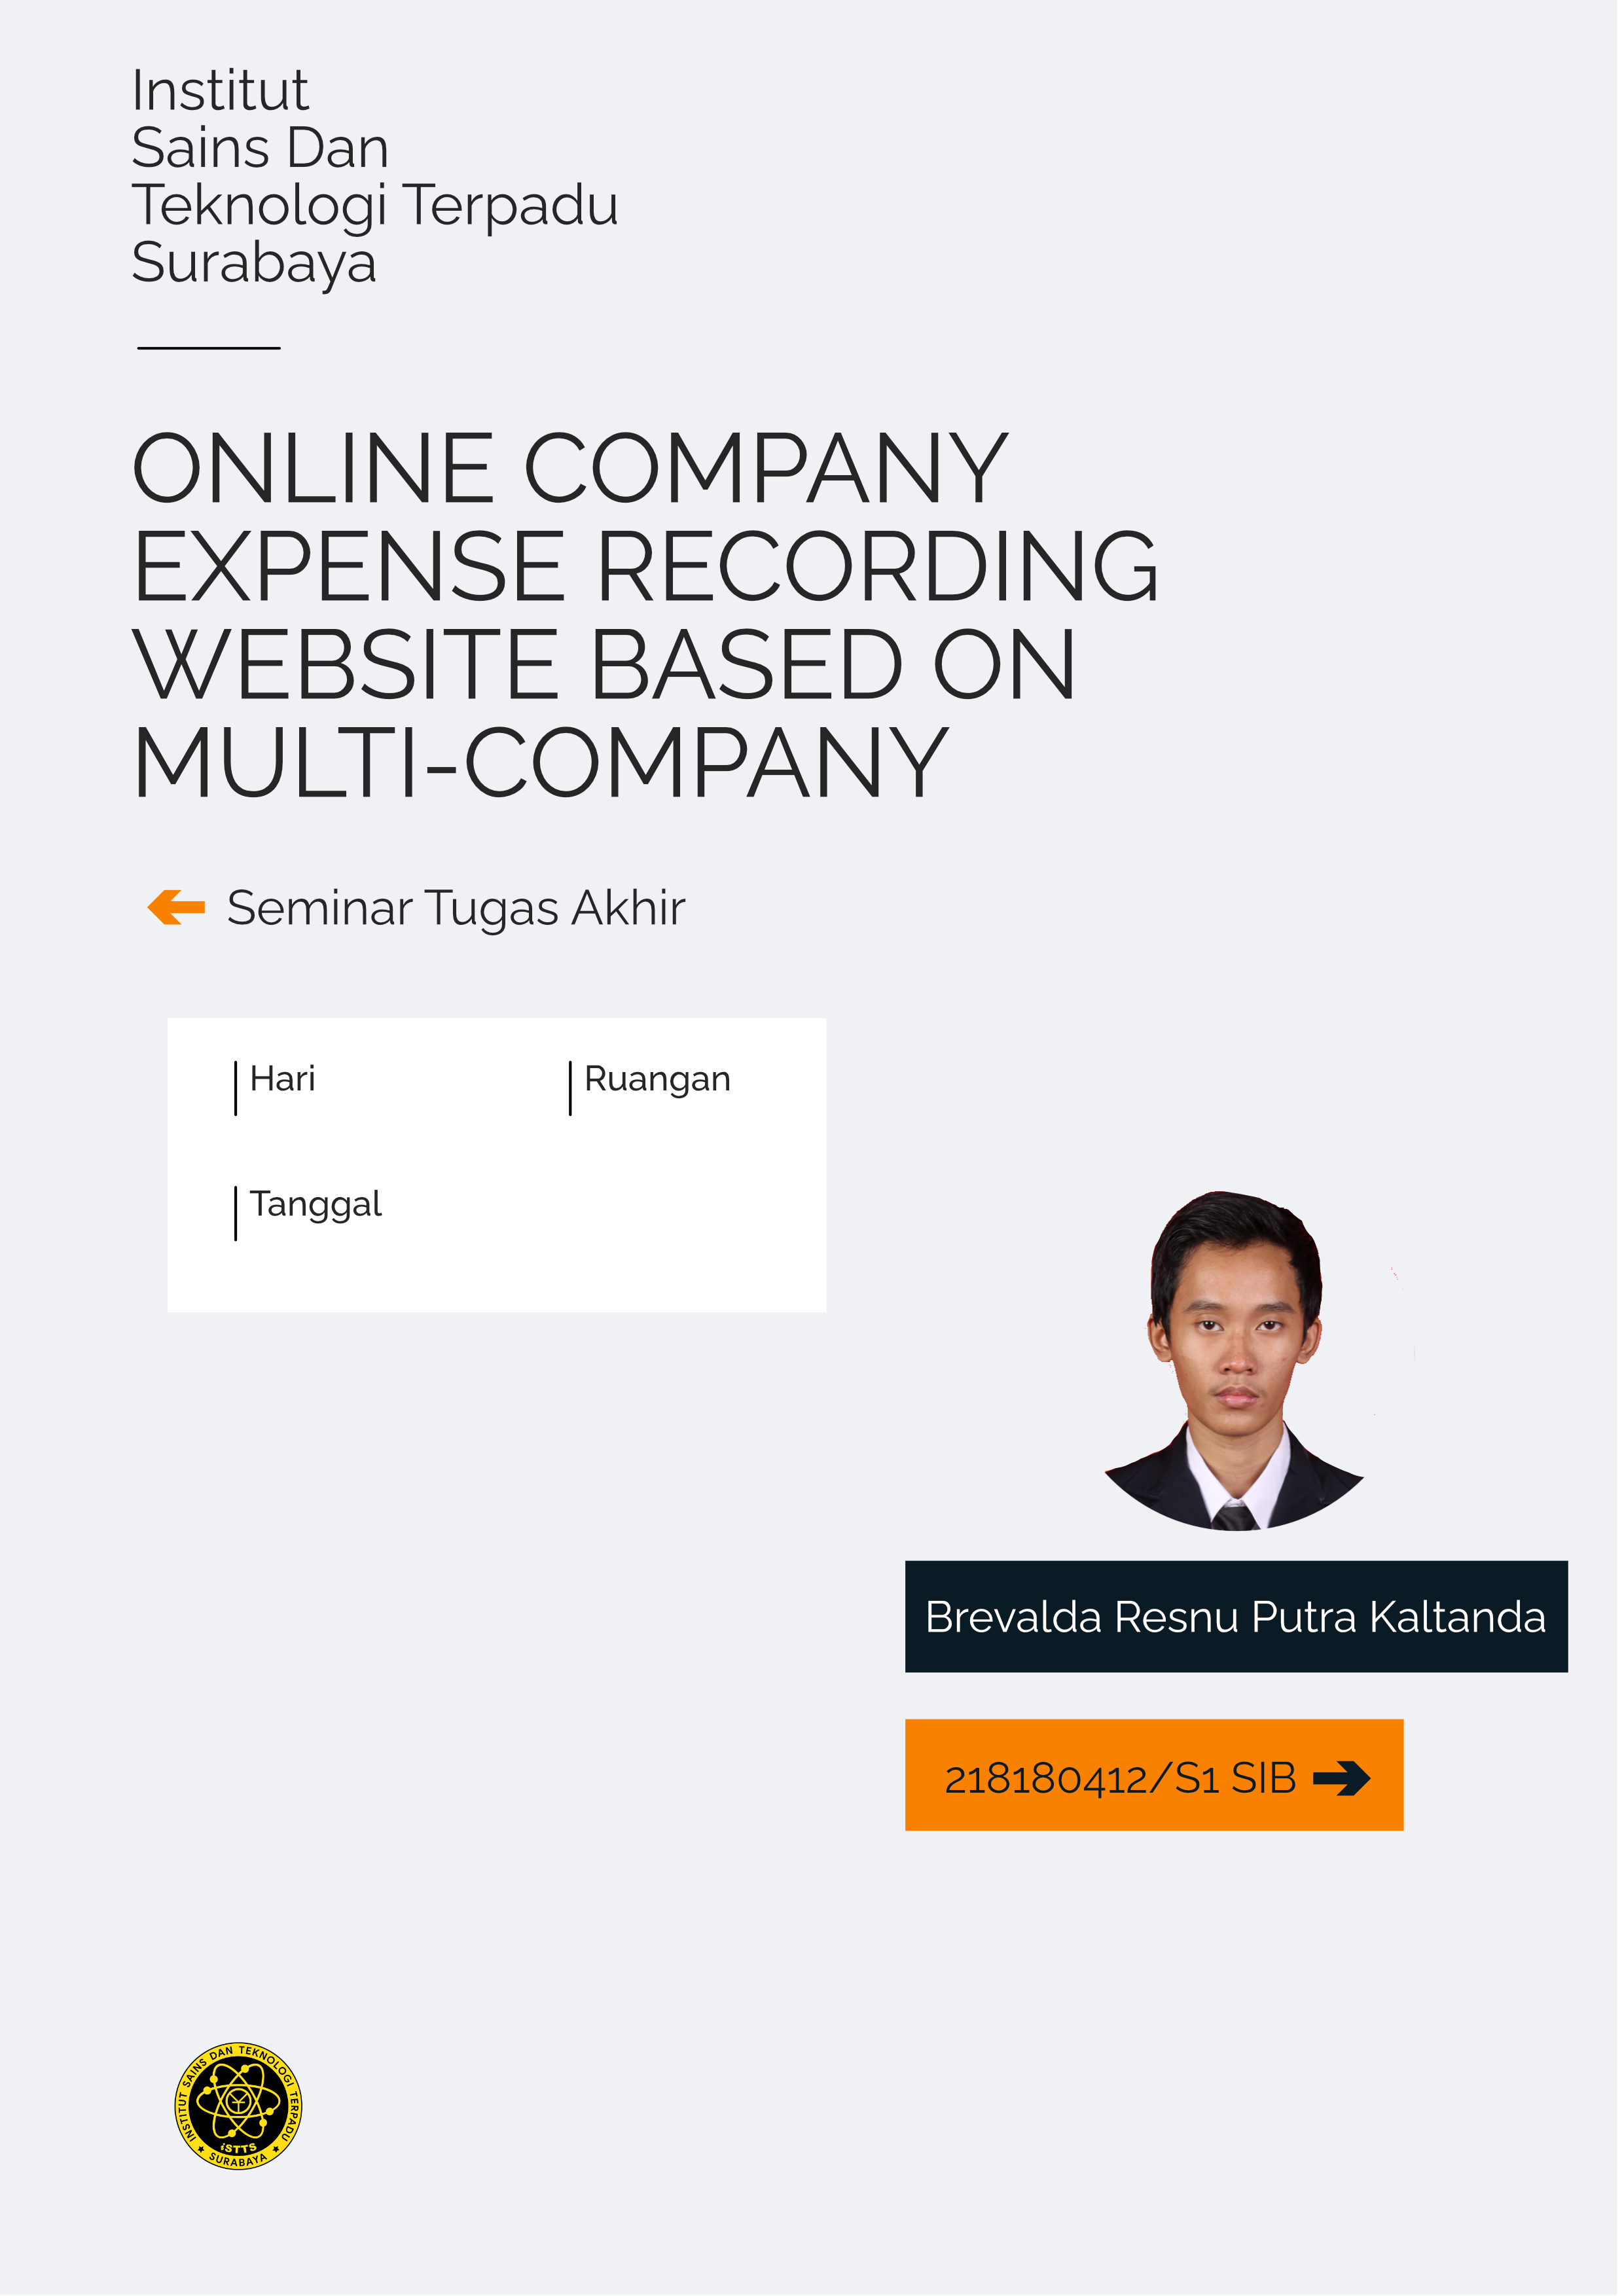 Institut
Sains Dan
Teknologi Terpadu
Surabaya
ONLINE COMPANY
EXPENSE RECORDING
WEBSITE BASED ON
MULTI-COMPANY
Seminar Tugas Akhir
Hari
Ruangan
Tanggal
Brevalda Resnu Putra Kaltanda
218180412/S1 SIB
INSTITUT SAINS DAN TEKNOLOGI TERPADU
iSTTS
SURABAYA